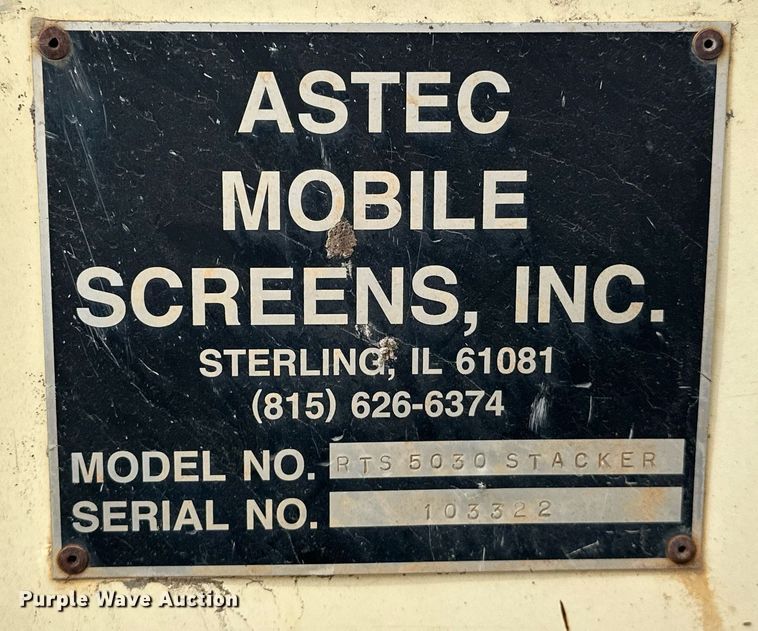 ASTEC
MOBILE
SCREENS, INC.
STERLING, IL 61081
(815) 626-6374
MODEL NO. RTS 5030 STACKER
SERIAL NO. 103322
Purple Wave Auction